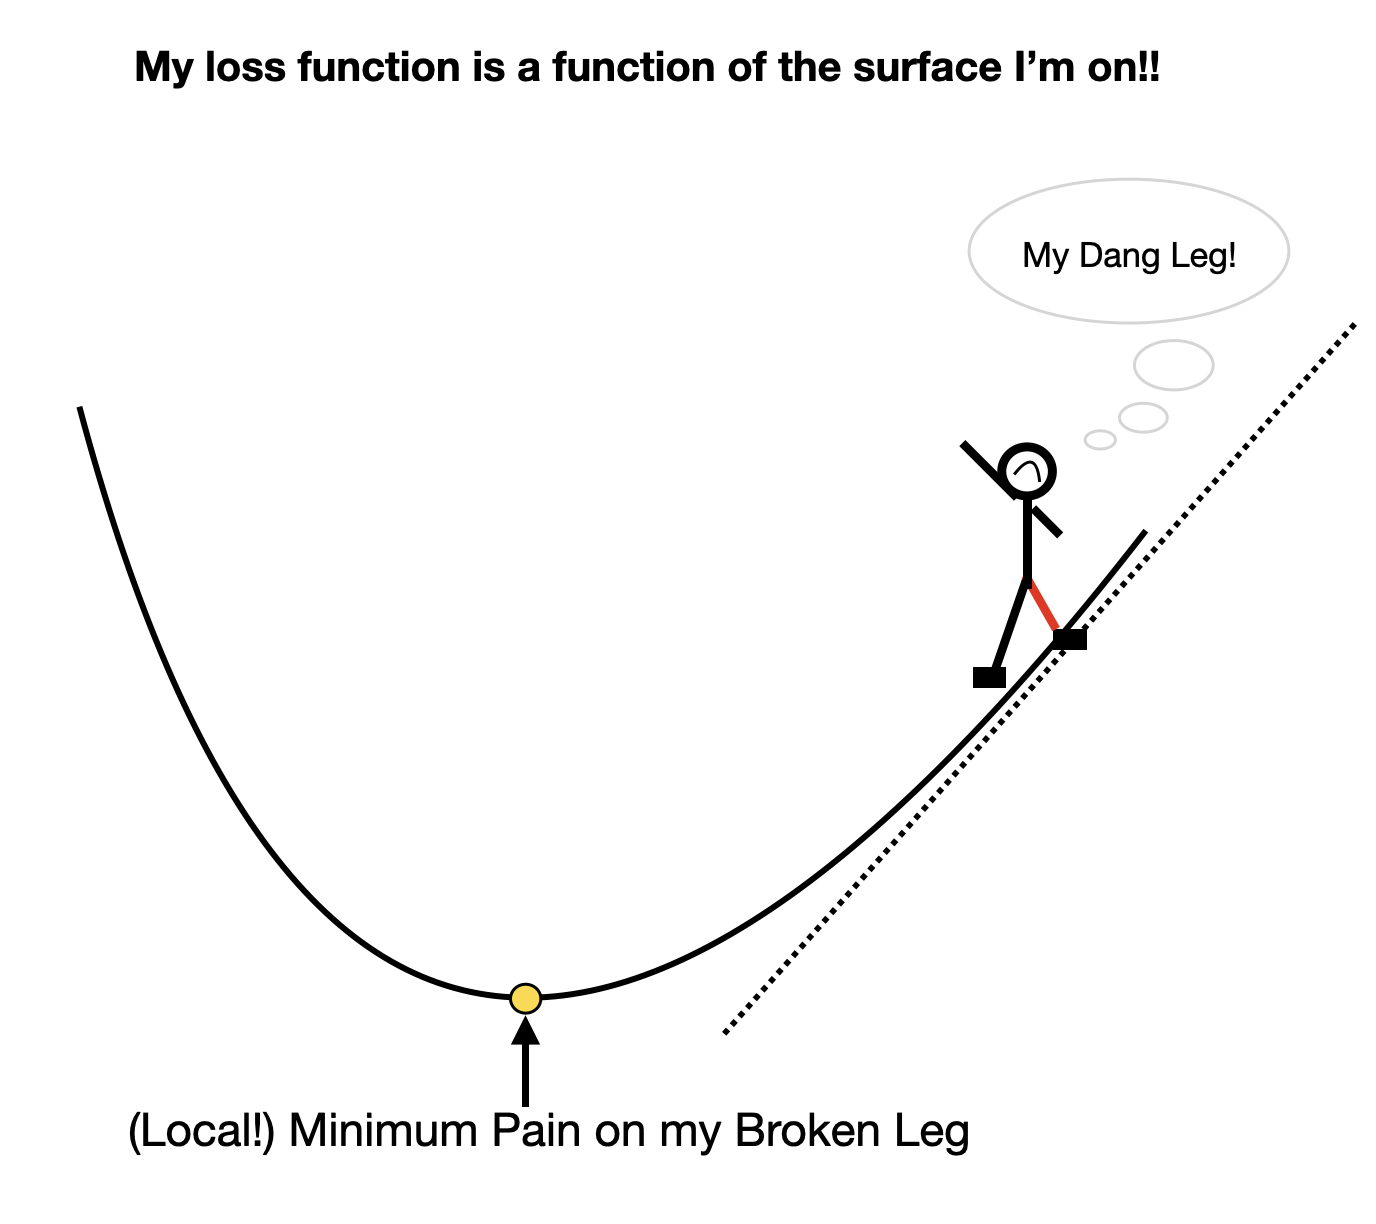 My loss function is a function of the surface I’m on!!
My Dang Leg!
(Local!) Minimum Pain on my Broken Leg